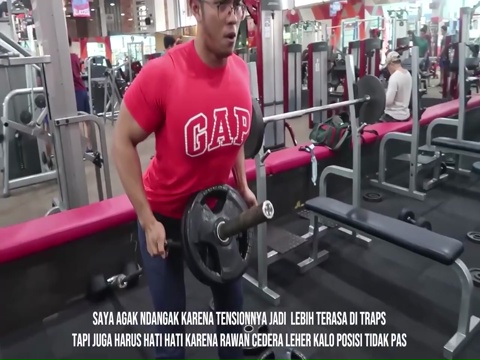 GAP
SAYA AGAK NDANGAK KARENA TENSIONNYA JADI LEBIH TERASA DI TRAPS
TAPI JUGA HARUS HATI HATI KARENA RAWAN CEDERA LEHER KALO POSISI TIDAK PAS